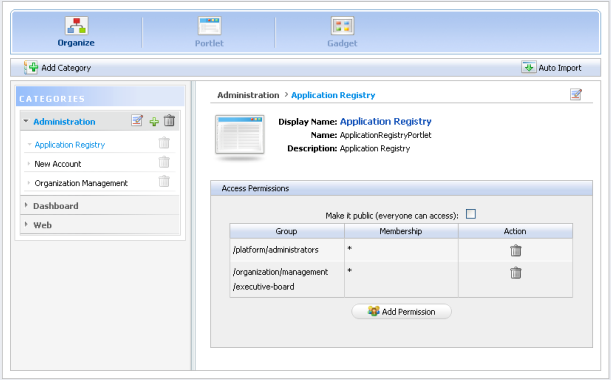 Organize
Portlet
Gadget
Add Category
Auto Import
CATEGORIES
Administration
Application Registry
New Account
Organization Management
Dashboard
Web
Administration > Application Registry
Display Name: Application Registry
Name: ApplicationRegistryPortlet
Description: Application Registry
Access Permissions
Make it public (everyone can access):
Group Membership Action
/platform/administrators *
/organization/management *
/executive-board
Add Permission